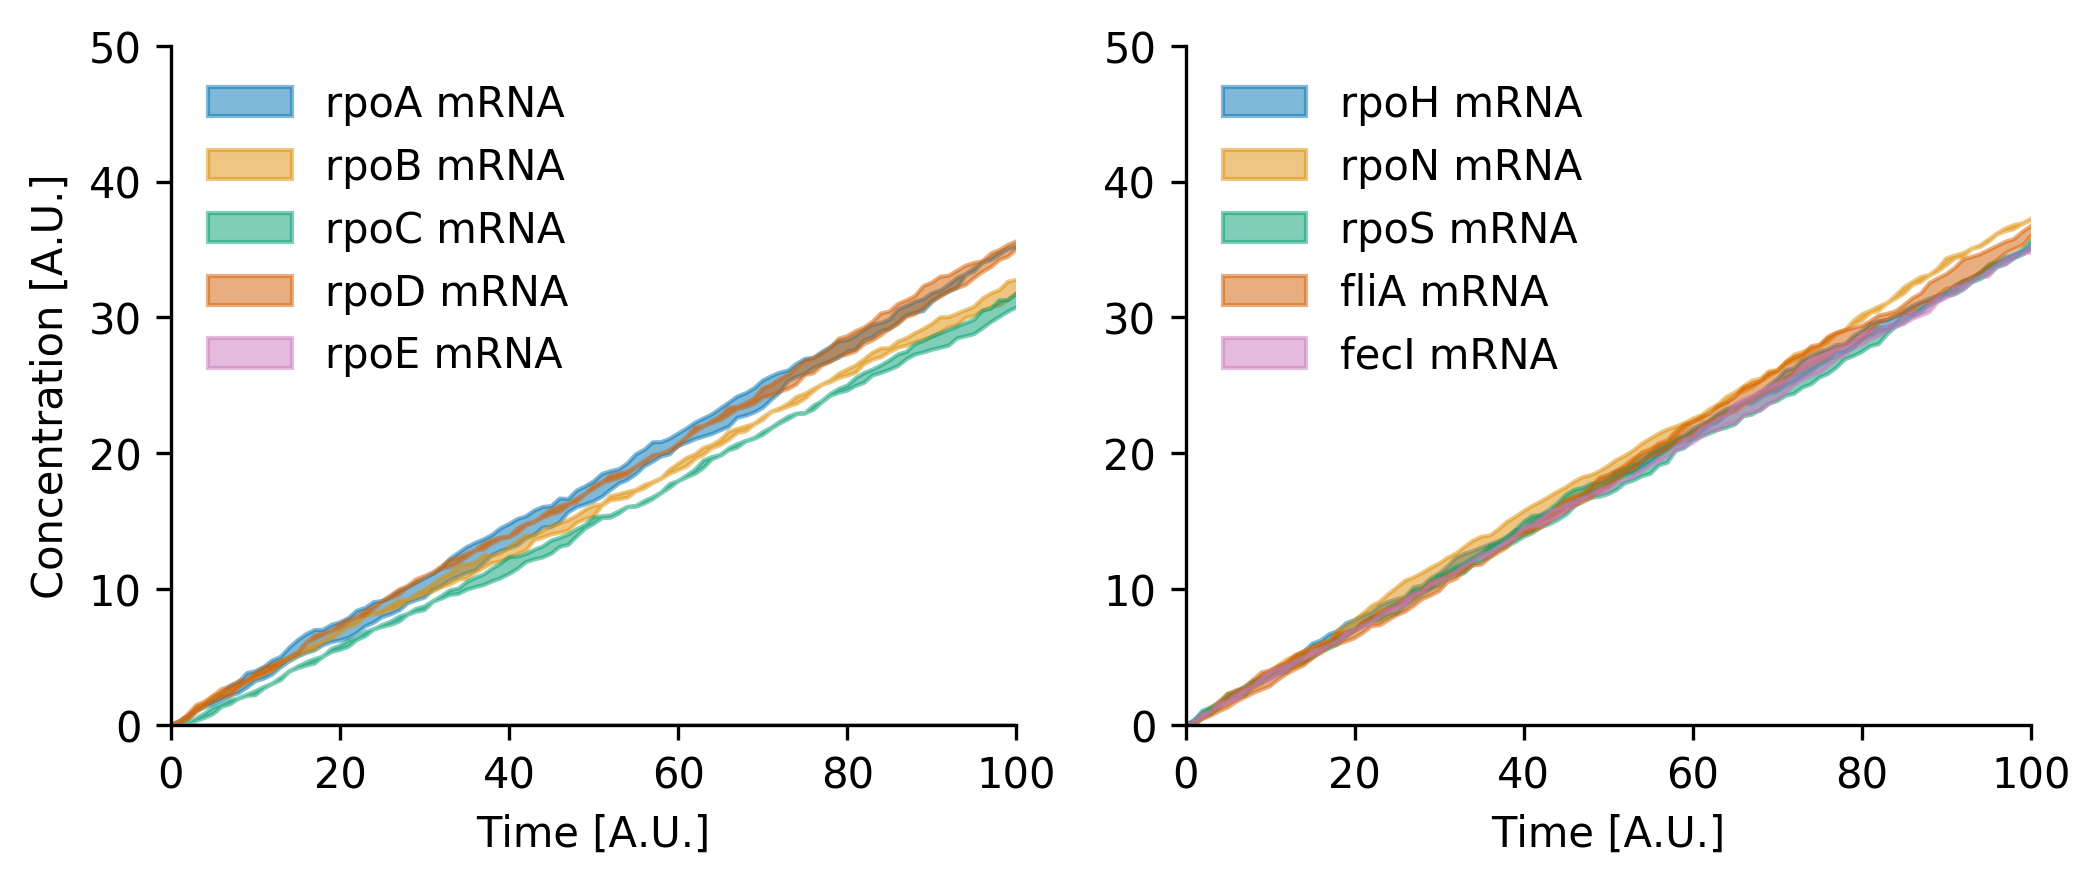 50
40
30
20
10
0
Concentration [A.U.]
rpoA mRNA
rpoB mRNA
rpoC mRNA
rpoD mRNA
rpoE mRNA
0 20 40 60 80 100
Time [A.U.]
50
40
30
20
10
0
rpoH mRNA
rpoN mRNA
rpoS mRNA
fliA mRNA
fecI mRNA
0 20 40 60 80 100
Time [A.U.]